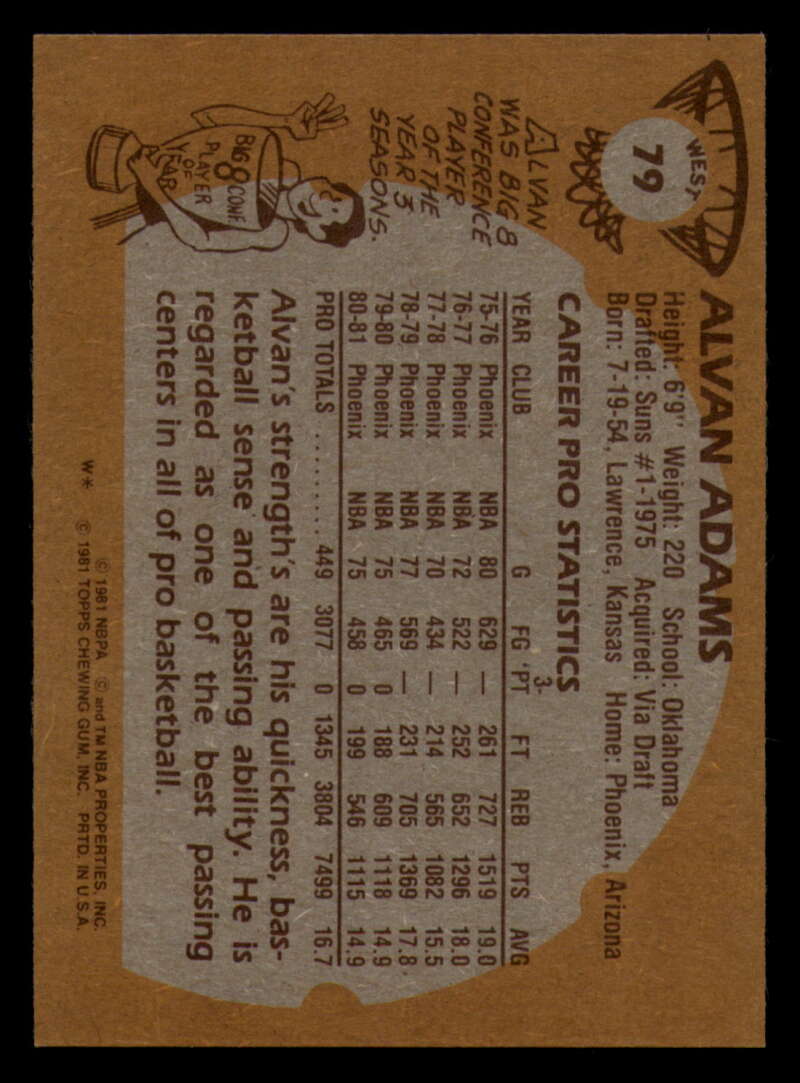 WEST
79
ALVAN ADAMS
Height: 6'9" Weight: 220 School: Oklahoma
Drafted: Suns #1-1975 Acquired: Via Draft
Born: 7-19-54, Lawrence, Kansas Home: Phoenix, Arizona
CAREER PRO STATISTICS
YEAR CLUB G FG 3-'PT FT REB PTS AVG
75-76 Phoenix NBA 80 629 — 261 727 1519 19.0
76-77 Phoenix NBA 72 522 — 252 652 1296 18.0
77-78 Phoenix NBA 70 434 — 214 565 1082 15.5
78-79 Phoenix NBA 77 569 — 231 705 1369 17.8
79-80 Phoenix NBA 75 465 0 188 609 1118 14.9
80-81 Phoenix NBA 75 458 0 199 546 1115 14.9
PRO TOTALS .......... 449 3077 0 1345 3804 7499 16.7
Alvan's strength's are his quickness, bas-
ketball sense and passing ability. He is
regarded as one of the best passing
centers in all of pro basketball.
ALVAN
WAS BIG 8
CONFERENCE
PLAYER
OF THE
YEAR 3
SEASONS.
BIG
8 CONF.
PLAYER
OF
YEAR
W* © 1981 NBPA © and TM NBA PROPERTIES, INC.
© 1981 TOPPS CHEWING GUM, INC. PRTD. IN U.S.A.